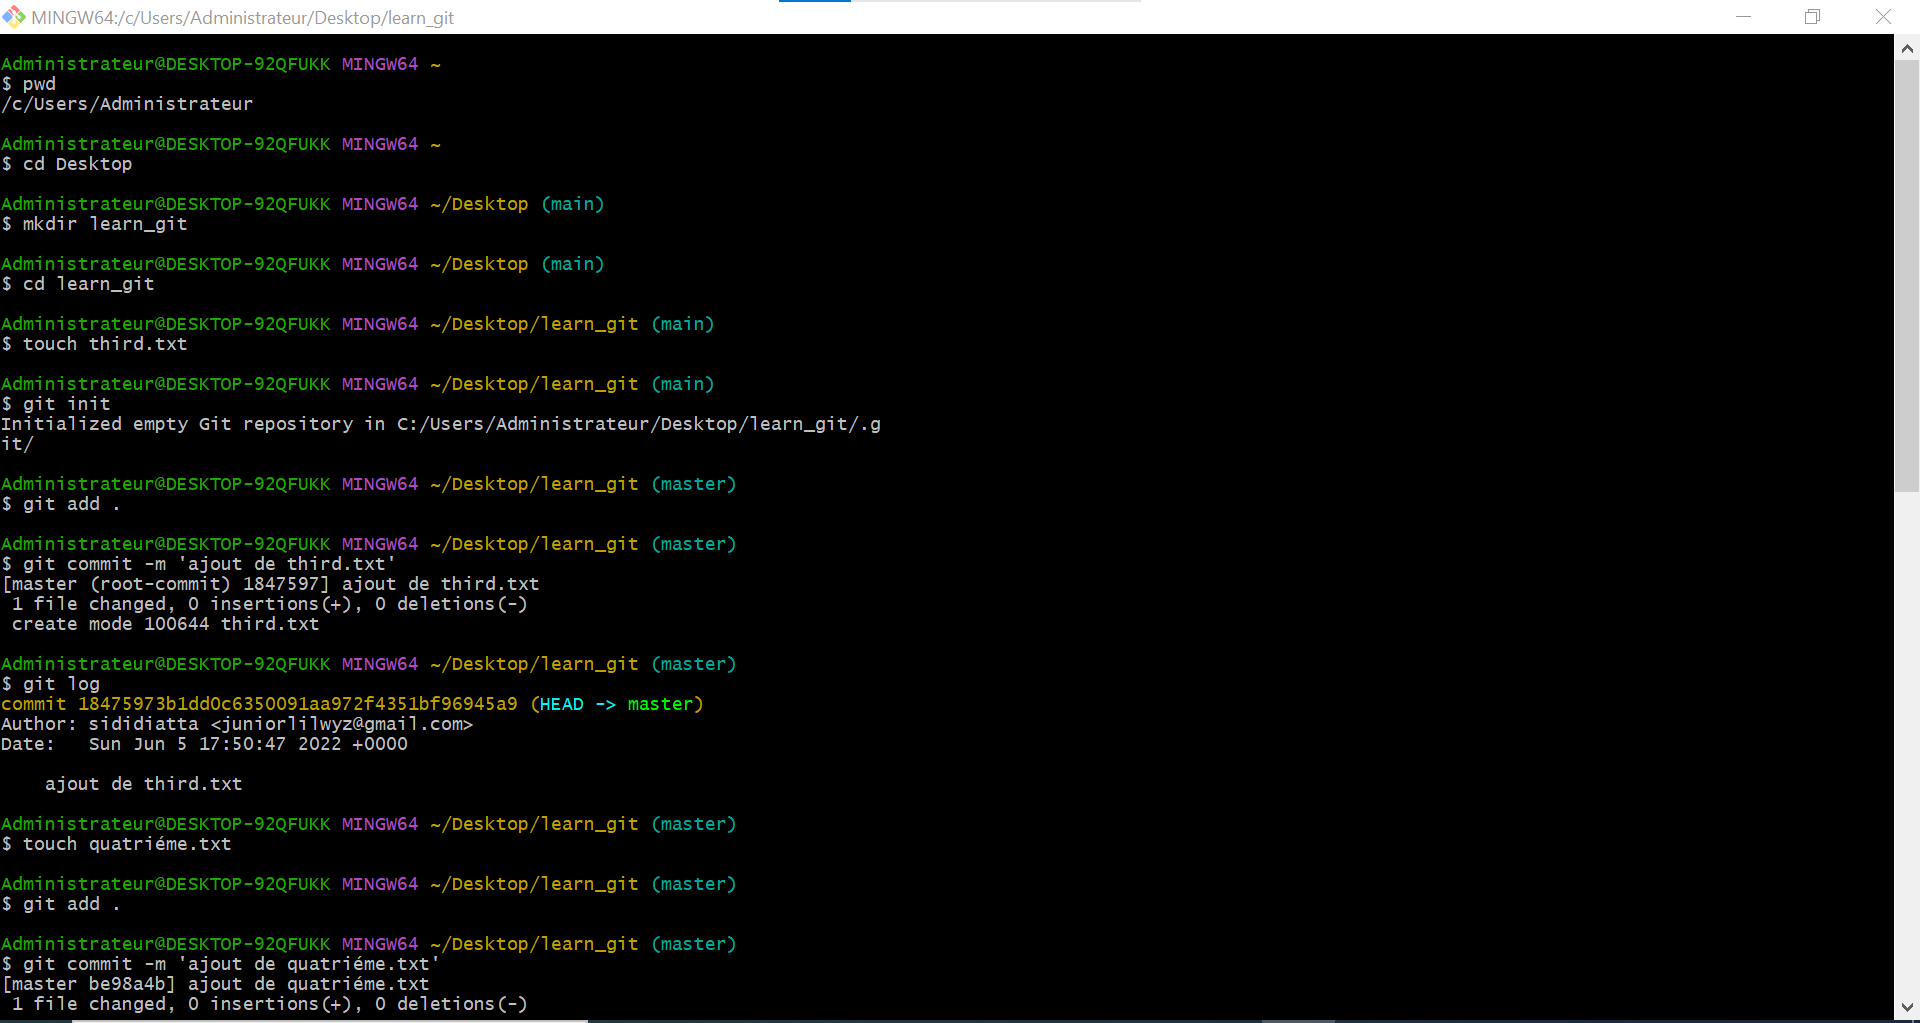 MINGW64:/c/Users/Administrateur/Desktop/learn_git
Administrateur@DESKTOP-92QFUKK MINGW64 ~
$ pwd
/c/Users/Administrateur
Administrateur@DESKTOP-92QFUKK MINGW64 ~
$ cd Desktop
Administrateur@DESKTOP-92QFUKK MINGW64 ~/Desktop (main)
$ mkdir learn_git
Administrateur@DESKTOP-92QFUKK MINGW64 ~/Desktop (main)
$ cd learn_git
Administrateur@DESKTOP-92QFUKK MINGW64 ~/Desktop/learn_git (main)
$ touch third.txt
Administrateur@DESKTOP-92QFUKK MINGW64 ~/Desktop/learn_git (main)
$ git init
Initialized empty Git repository in C:/Users/Administrateur/Desktop/learn_git/.g
it/
Administrateur@DESKTOP-92QFUKK MINGW64 ~/Desktop/learn_git (master)
$ git add .
Administrateur@DESKTOP-92QFUKK MINGW64 ~/Desktop/learn_git (master)
$ git commit -m 'ajout de third.txt'
[master (root-commit) 1847597] ajout de third.txt
 1 file changed, 0 insertions(+), 0 deletions(-)
 create mode 100644 third.txt
Administrateur@DESKTOP-92QFUKK MINGW64 ~/Desktop/learn_git (master)
$ git log
commit 18475973b1dd0c6350091aa972f4351bf96945a9 (HEAD -> master)
Author: sididiatta <juniorlilwyz@gmail.com>
Date:   Sun Jun 5 17:50:47 2022 +0000
    ajout de third.txt
Administrateur@DESKTOP-92QFUKK MINGW64 ~/Desktop/learn_git (master)
$ touch quatriéme.txt
Administrateur@DESKTOP-92QFUKK MINGW64 ~/Desktop/learn_git (master)
$ git add .
Administrateur@DESKTOP-92QFUKK MINGW64 ~/Desktop/learn_git (master)
$ git commit -m 'ajout de quatriéme.txt'
[master be98a4b] ajout de quatriéme.txt
 1 file changed, 0 insertions(+), 0 deletions(-)